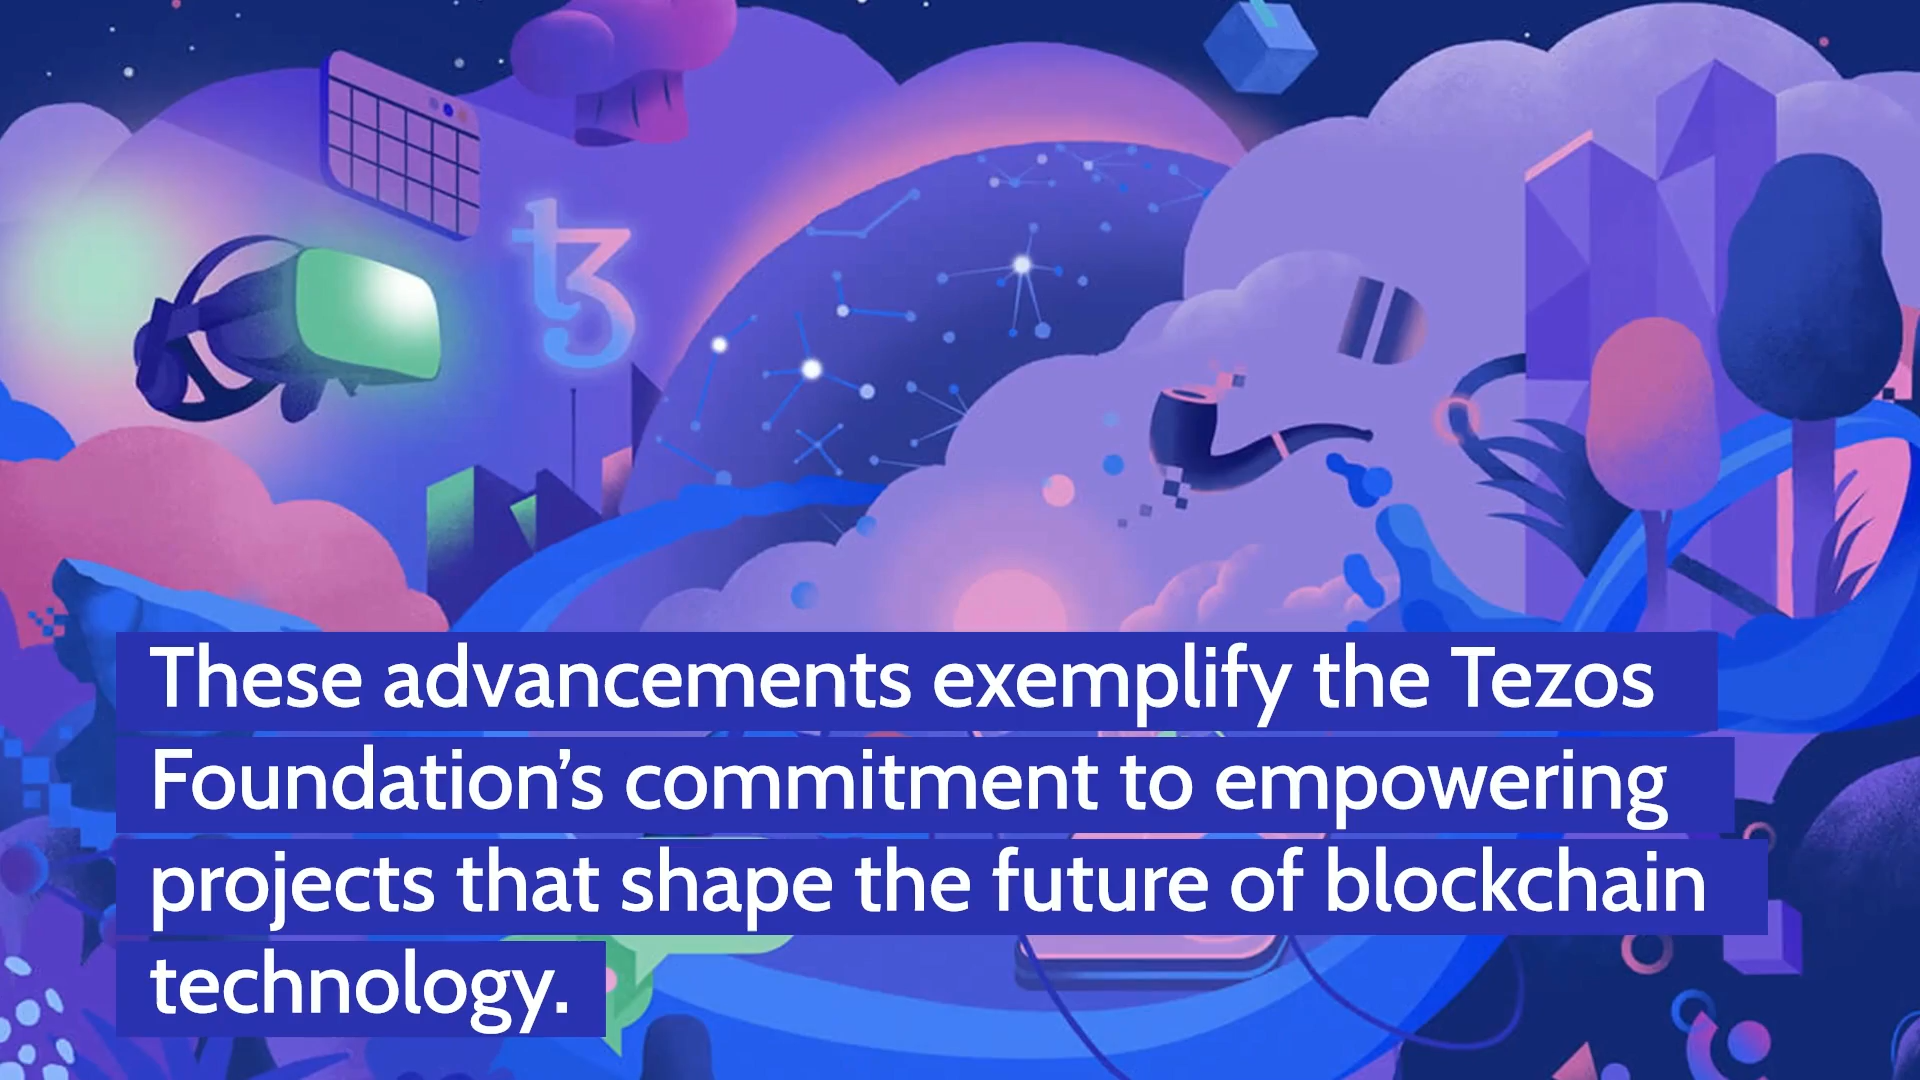 ꜩ
These advancements exemplify the Tezos
Foundation’s commitment to empowering
projects that shape the future of blockchain
technology.